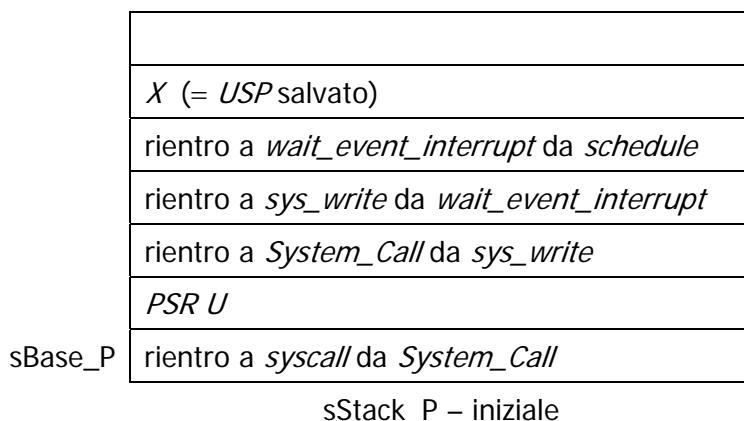 X (= USP salvato)
rientro a wait_event_interrupt da schedule
rientro a sys_write da wait_event_interrupt
rientro a System_Call da sys_write
PSR U
sBase_P rientro a syscall da System_Call
sStack P – iniziale